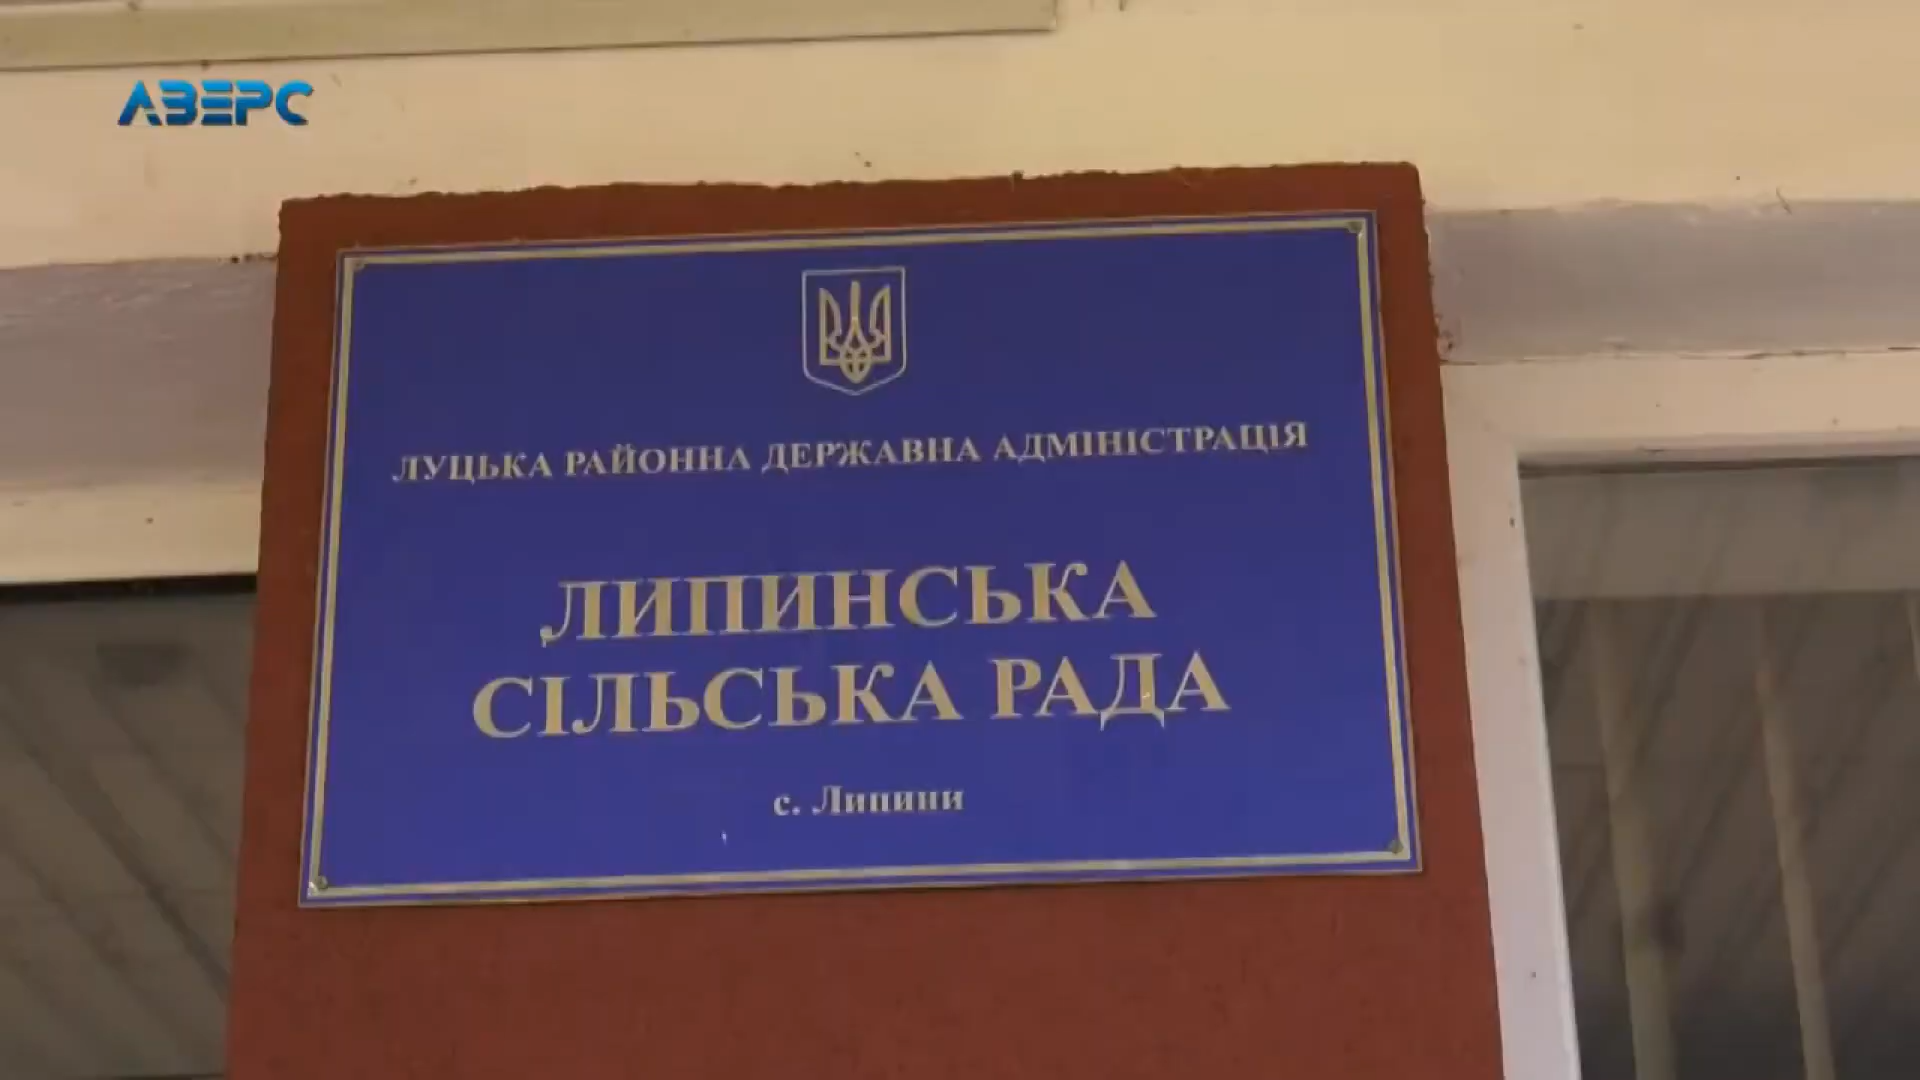 АВЕРС
ЛУЦЬКА РАЙОННА ДЕРЖАВНА АДМІНІСТРАЦІЯ
ЛИПИНСЬКА
СІЛЬСЬКА РАДА
с. Липини